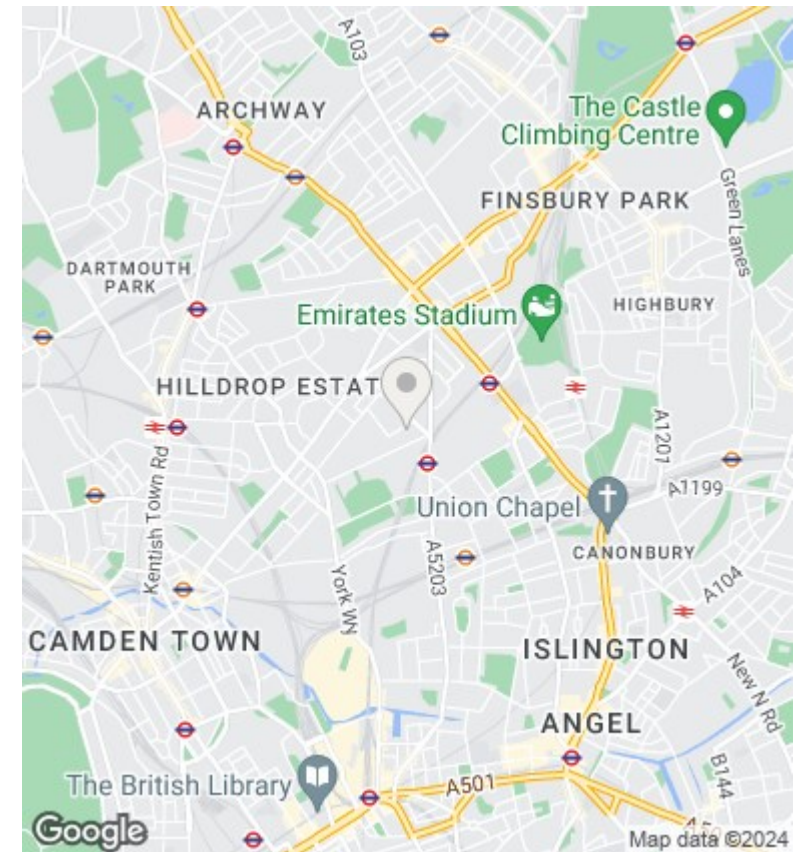 A103
ARCHWAY
The Castle
Climbing Centre
FINSBURY PARK
Green Lanes
DARTMOUTH
PARK
Emirates Stadium
HIGHBURY
HILLDROP ESTAT
A1201
Kentish Town Rd
Union Chapel
A1199
A5203
CANONBURY
York Wy
A104
CAMDEN TOWN
ISLINGTON
New N Rd
ANGEL
B144
The British Library
A501
Google
Map data ©2024